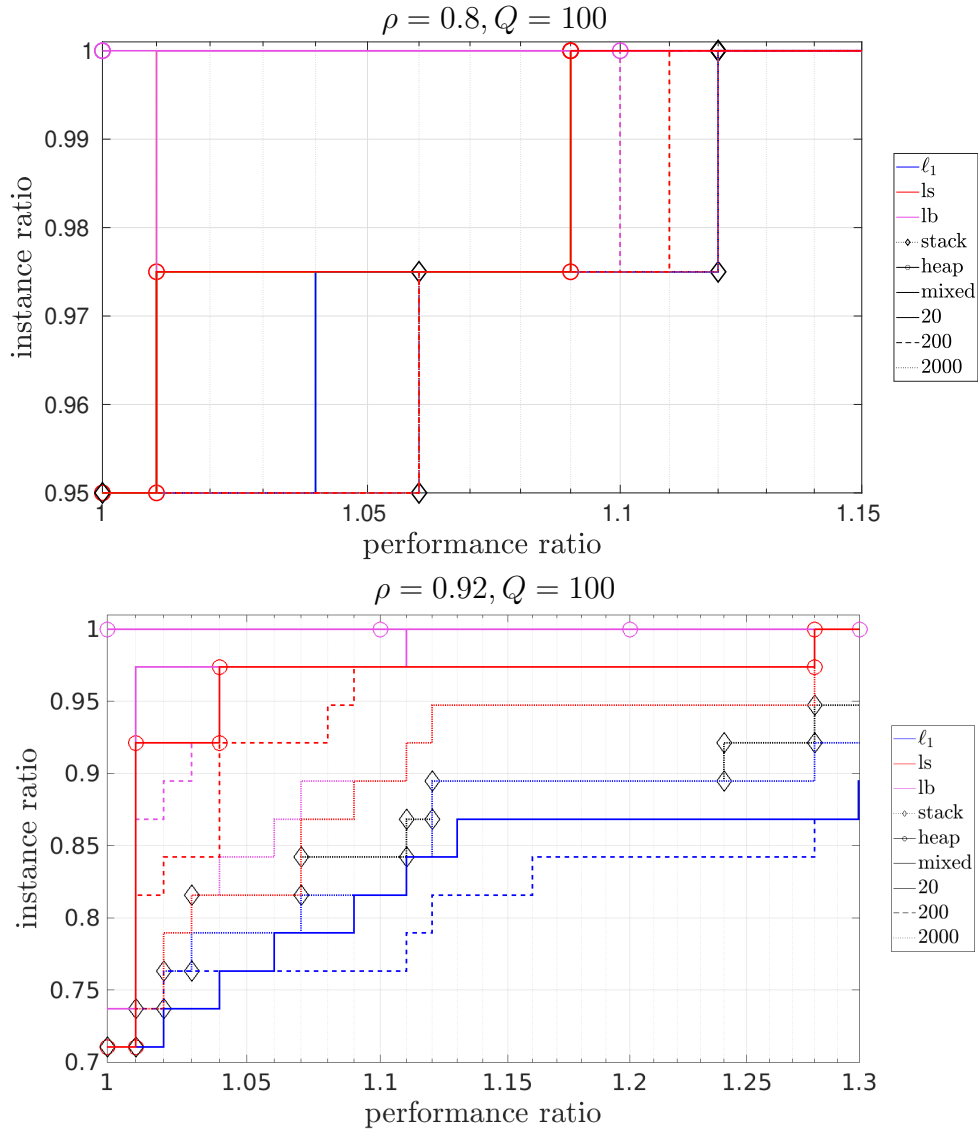 ρ = 0.8, Q = 100
1
0.99
0.98
0.97
0.96
0.95
instance ratio
1
1.05
1.1
1.15
performance ratio
ℓ₁
ls
lb
stack
heap
mixed
20
200
2000
ρ = 0.92, Q = 100
1
0.95
0.9
0.85
0.8
0.75
0.7
instance ratio
1
1.05
1.1
1.15
1.2
1.25
1.3
performance ratio
ℓ₁
ls
lb
stack
heap
mixed
20
200
2000